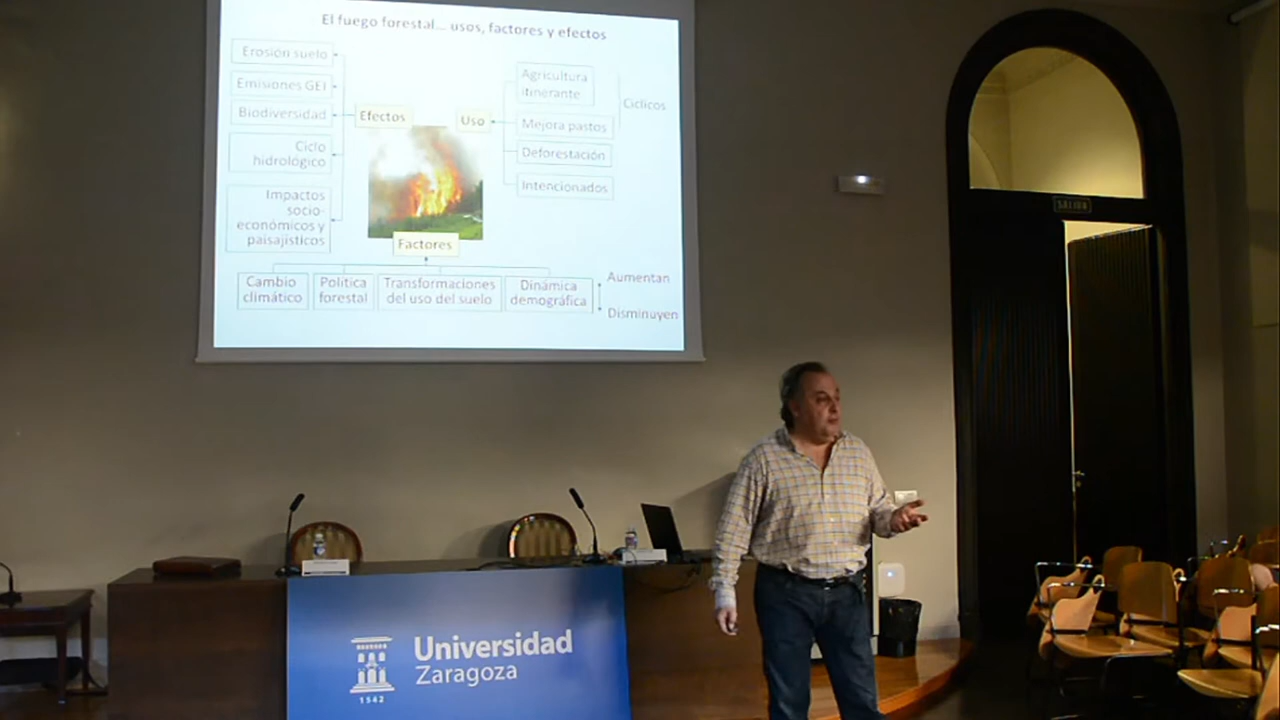 El fuego forestal... usos, factores y efectos
Erosión suelo
Emisiones GEI
Biodiversidad
Ciclo
hidrológico
Impactos
socio-
económicos y
paisajísticos
Efectos
Uso
Agricultura
itinerante
Mejora pastos
Deforestación
Intencionados
Cíclicos
Factores
Cambio
climático
Política
forestal
Transformaciones
del uso del suelo
Dinámica
demográfica
Aumentan
Disminuyen
SALIDA
Universidad
Zaragoza
1542